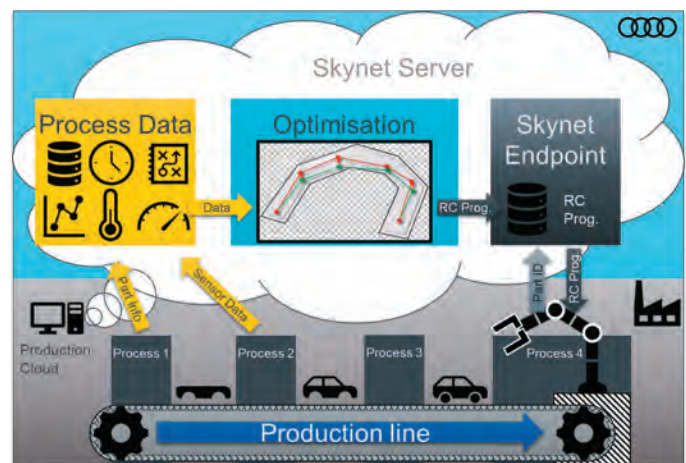 Skynet Server
Process Data
Optimisation
Skynet
Endpoint
RC
Prog.
Data
RC Prog.
Part Info
Sensor Data
Part ID
RC Prog.
Production
Cloud
Process 1
Process 2
Process 3
Process 4
Production line